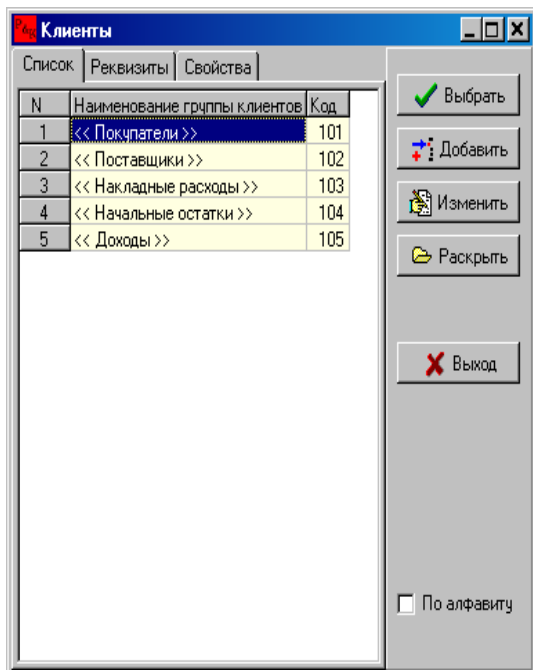 Клиенты
Список Реквизиты Свойства
N Наименование группы клиентов Код
1 << Покупатели >> 101
2 << Поставщики >> 102
3 << Накладные расходы >> 103
4 << Начальные остатки >> 104
5 << Доходы >> 105
Выбрать
Добавить
Изменить
Раскрыть
Выход
По алфавиту